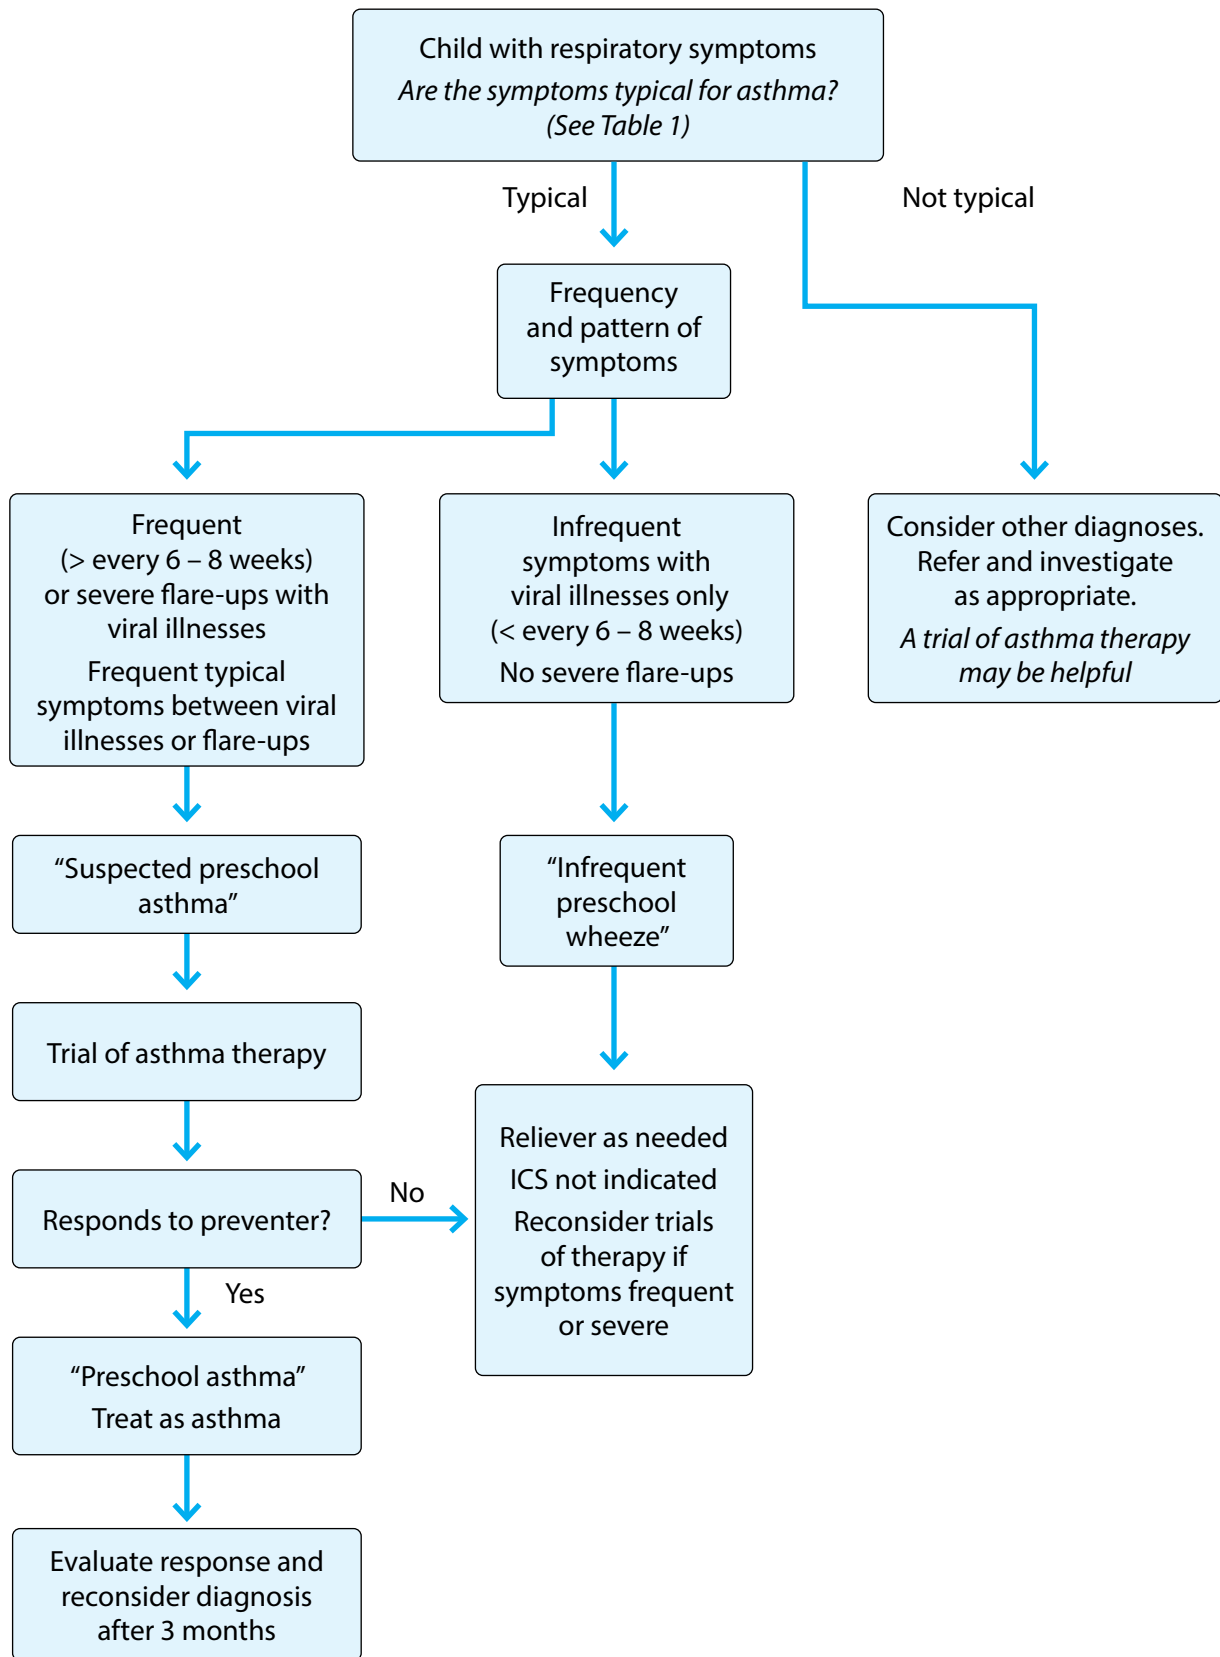 Child with respiratory symptoms
Are the symptoms typical for asthma?
(See Table 1)
Typical
Not typical
Frequency
and pattern of
symptoms
Frequent
(> every 6 – 8 weeks)
or severe flare-ups with
viral illnesses
Frequent typical
symptoms between viral
illnesses or flare-ups
Infrequent
symptoms with
viral illnesses only
(< every 6 – 8 weeks)
No severe flare-ups
Consider other diagnoses.
Refer and investigate
as appropriate.
A trial of asthma therapy
may be helpful
“Suspected preschool
asthma”
“Infrequent
preschool
wheeze”
Trial of asthma therapy
Responds to preventer?
No
Reliever as needed
ICS not indicated
Reconsider trials
of therapy if
symptoms frequent
or severe
Yes
“Preschool asthma”
Treat as asthma
Evaluate response and
reconsider diagnosis
after 3 months